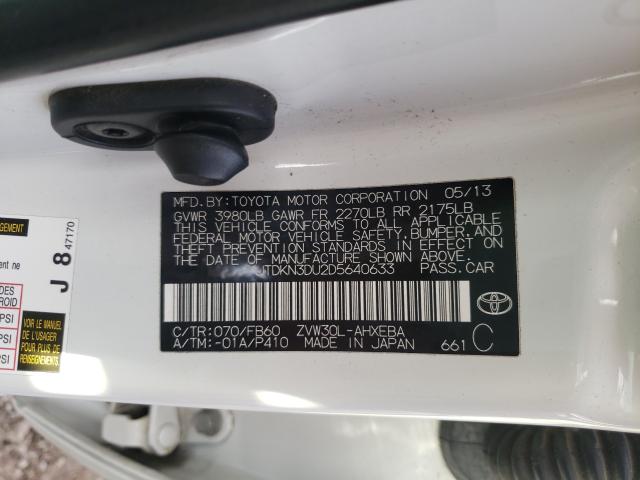 MFD.BY:TOYOTA MOTOR CORPORATION 05/13
GVWR 3980LB GAWR FR 2270LB RR 2175LB
THIS VEHICLE CONFORMS TO ALL APPLICABLE
FEDERAL MOTOR VEHICLE SAFETY, BUMPER, AND
THEFT PREVENTION STANDARDS IN EFFECT ON
THE DATE OF MANUFACTURE SHOWN ABOVE.
JTDKN3DU2D5640633 PASS.CAR
C/TR:070/FB60 ZVW30L-AHXEBA
A/TM:-01A/P410 MADE IN JAPAN 661 C
TOYOTA
J 8 47170
MANUEL DE
L'USAGER
POUR PLUS DE
RENSEIGNEMENTS
PSI
PSI